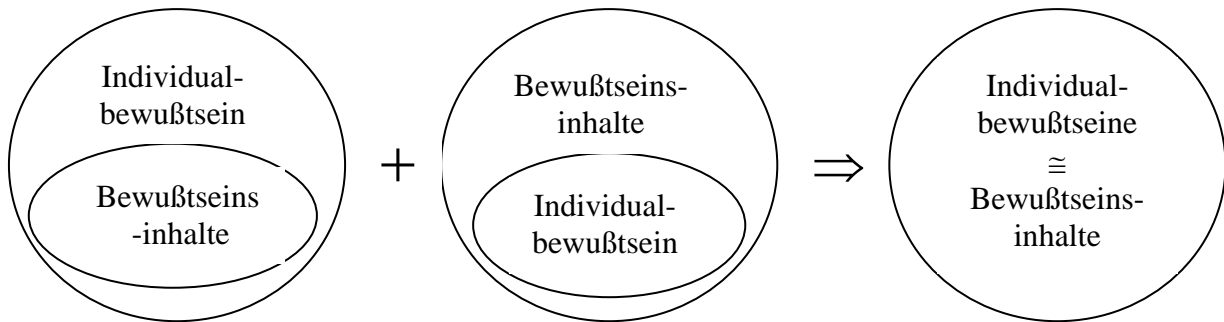 Individual-
bewußtsein
Bewußtseins
-inhalte
+
Bewußtseins-
inhalte
Individual-
bewußtsein
⇒
Individual-
bewußtseine
≅
Bewußtseins-
inhalte